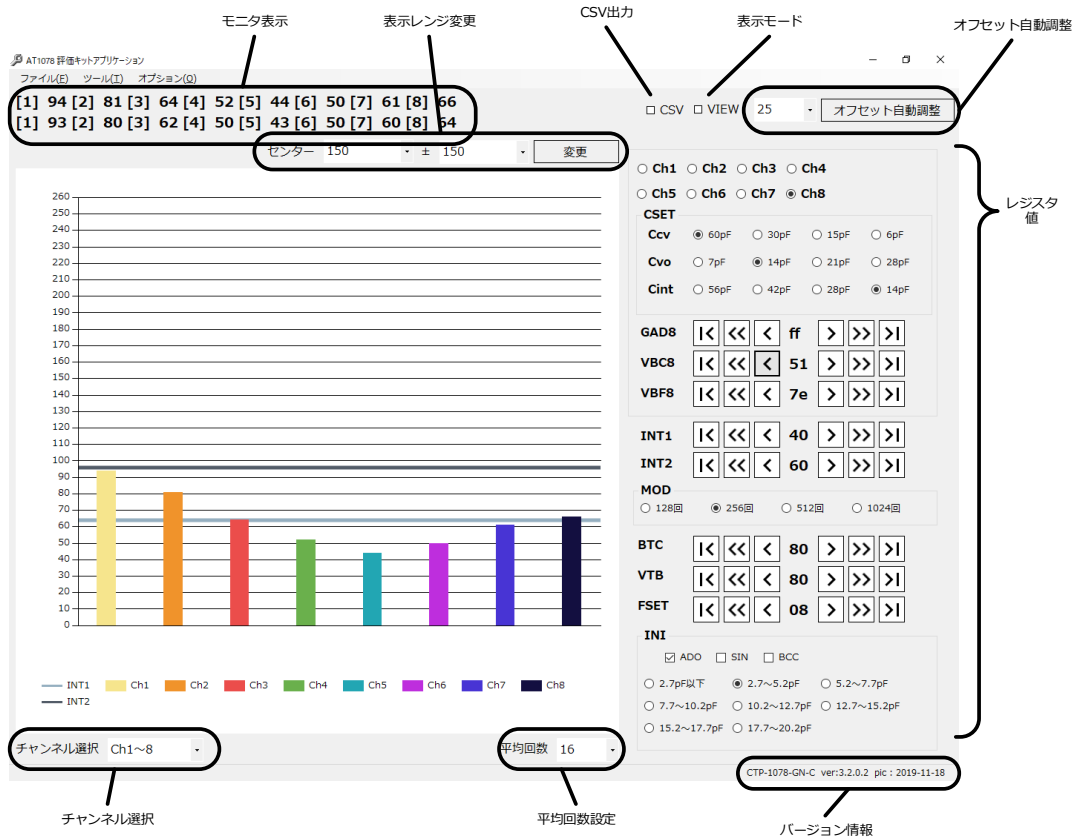 モニタ表示
表示レンジ変更
CSV出力
表示モード
オフセット自動調整
AT1078 評価キットアプリケーション
ファイル(F) ツール(T) オプション(O)
[1] 94 [2] 81 [3] 64 [4] 52 [5] 44 [6] 50 [7] 61 [8] 66
[1] 93 [2] 80 [3] 62 [4] 50 [5] 43 [6] 50 [7] 60 [8] 64
CSV VIEW 25 オフセット自動調整
センター 150 ± 150 変更
260
250
240
230
220
210
200
190
180
170
160
150
140
130
120
110
100
90
80
70
60
50
40
30
20
10
0
INT1 Ch1 Ch2 Ch3 Ch4 Ch5 Ch6 Ch7 Ch8
INT2
Ch1 Ch2 Ch3 Ch4
Ch5 Ch6 Ch7 Ch8
CSET
Ccv 60pF 30pF 15pF 6pF
Cvo 7pF 14pF 21pF 28pF
Cint 56pF 42pF 28pF 14pF
GAD8 |< << < ff > >> >|
VBC8 |< << < 51 > >> >|
VBF8 |< << < 7e > >> >|
INT1 |< << < 40 > >> >|
INT2 |< << < 60 > >> >|
MOD
128回 256回 512回 1024回
BTC |< << < 80 > >> >|
VTB |< << < 80 > >> >|
FSET |< << < 08 > >> >|
INI
ADO SIN BCC
2.7pF以下 2.7～5.2pF 5.2～7.7pF
7.7～10.2pF 10.2～12.7pF 12.7～15.2pF
15.2～17.7pF 17.7～20.2pF
レジスタ
値
チャンネル選択 Ch1～8
平均回数 16
CTP-1078-GN-C ver:3.2.0.2 pic : 2019-11-18
チャンネル選択
平均回数設定
バージョン情報